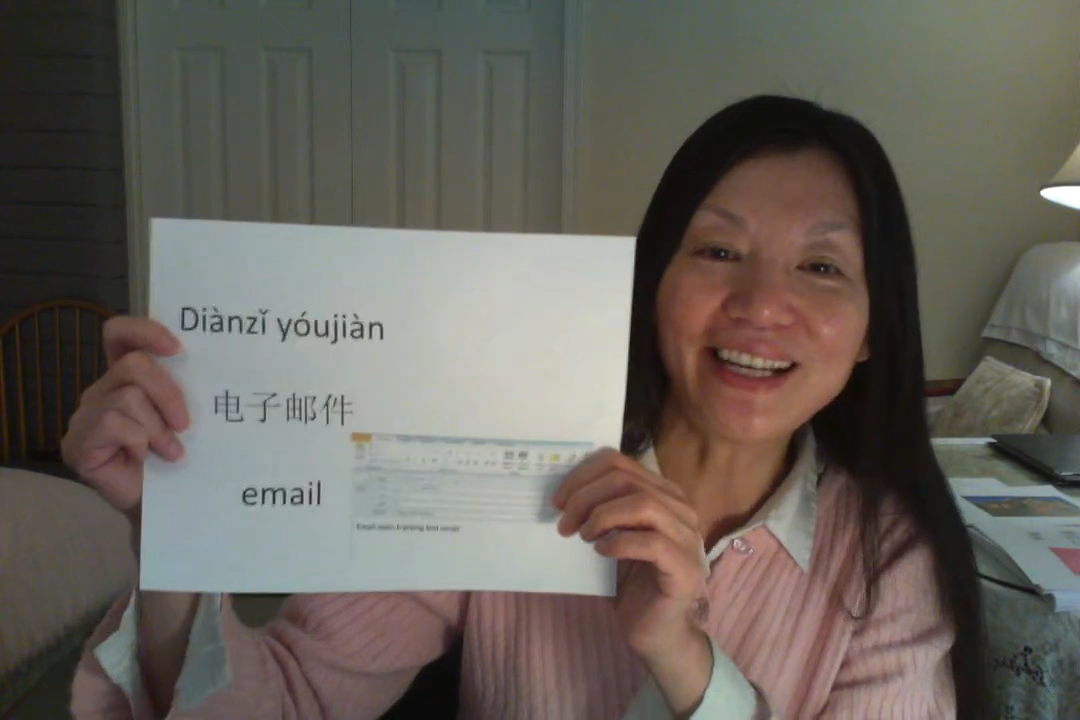 Diànzǐ yóujiàn
电子邮件
email